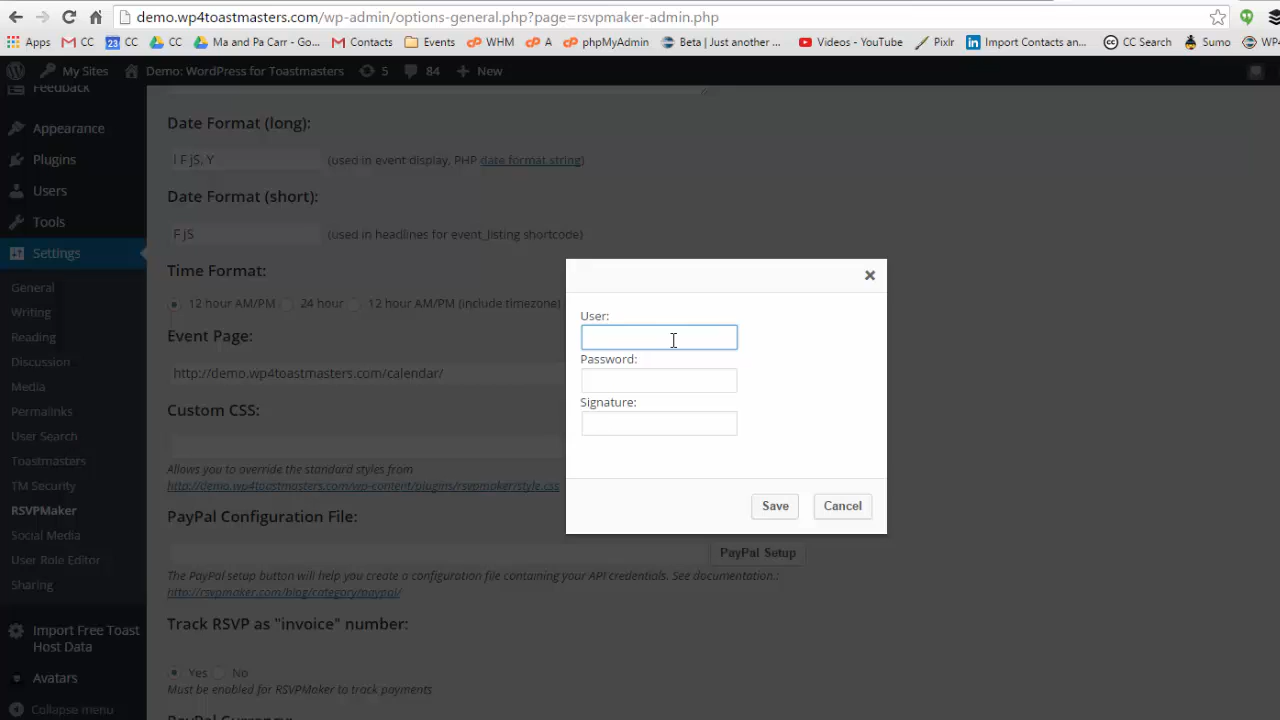 demo.wp4toastmasters.com/wp-admin/options-general.php?page=rsvpmaker-admin.php
Apps CC CC CC Ma and Pa Carr - Go... Contacts Events WHM A phpMyAdmin Beta | Just another ... Videos - YouTube Pixlr Import Contacts an... CC Search Sumo
My Sites Demo: WordPress for Toastmasters 5 84 New
Feedback
Appearance
Plugins
Users
Tools
Settings
General
Writing
Reading
Discussion
Media
Permalinks
User Search
Toastmasters
TM Security
RSVPMaker
Social Media
User Role Editor
Sharing
Import Free Toast
Host Data
Avatars
Collapse menu
Date Format (long):
l F jS, Y (used in event display, PHP date format string)
Date Format (short):
F jS (used in headlines for event_listing shortcode)
Time Format:
12 hour AM/PM 24 hour 12 hour AM/PM (include timezone)
Event Page:
http://demo.wp4toastmasters.com/calendar/
Custom CSS:
Allows you to override the standard styles from
http://demo.wp4toastmasters.com/wp-content/plugins/rsvpmaker/style.css
PayPal Configuration File:
PayPal Setup
The PayPal setup button will help you create a configuration file containing your API credentials. See documentation.:
http://rsvpmaker.com/blog/category/paypal/
Track RSVP as "invoice" number:
Yes No
Must be enabled for RSVPMaker to track payments
User:
Password:
Signature:
Save Cancel